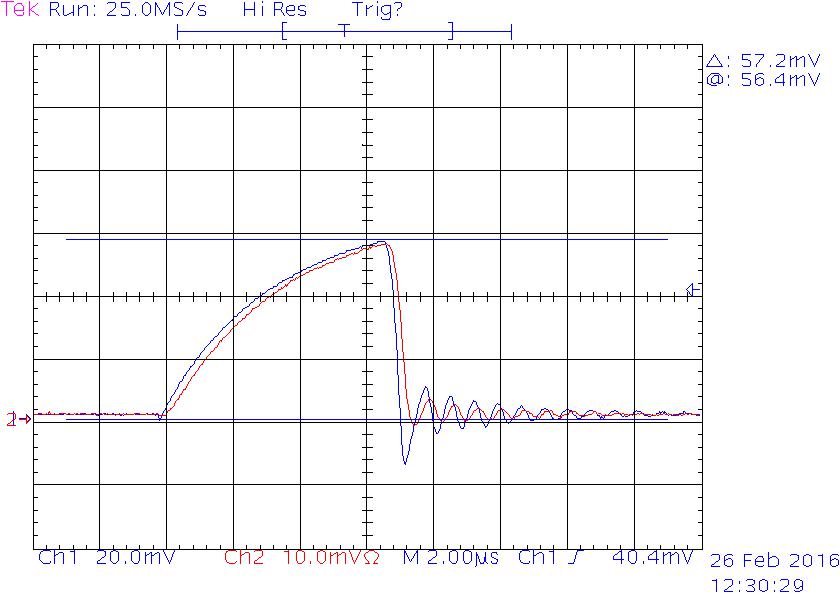 Tek Run: 25.0MS/s Hi Res Trig?
T
Δ: 57.2mV
@: 56.4mV
Ch1 20.0mV Ch2 10.0mVΩ M 2.00µs Ch1 ƒ 40.4mV
26 Feb 2016
12:30:29